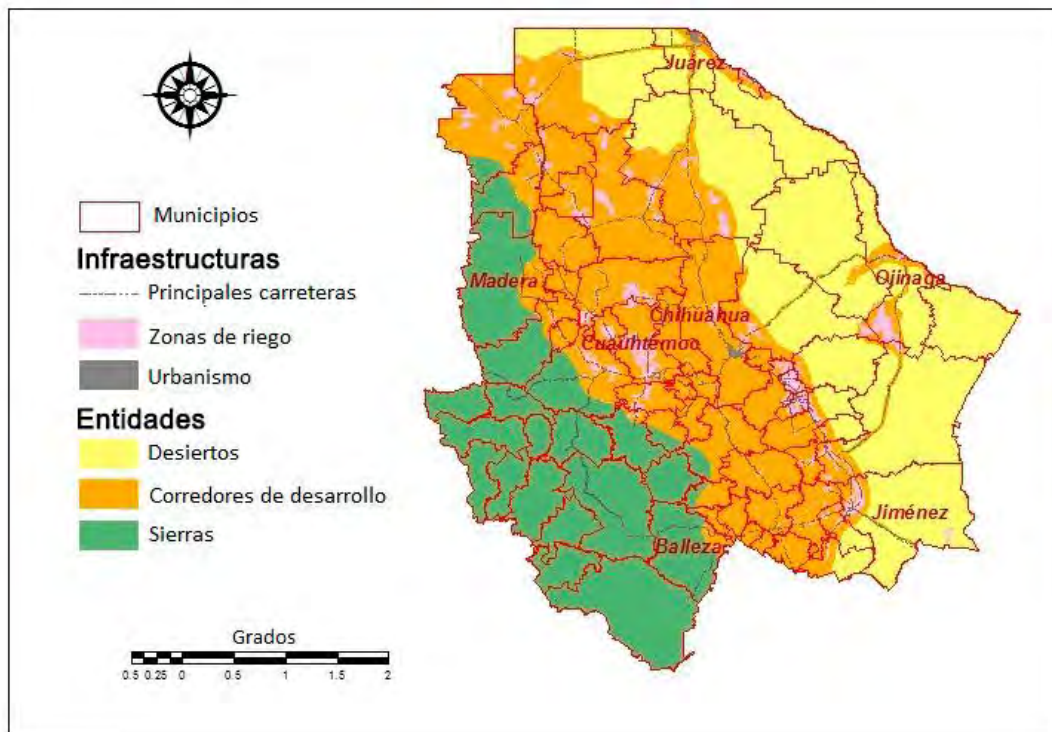 Municipios
Infraestructuras
Principales carreteras
Zonas de riego
Urbanismo
Entidades
Desiertos
Corredores de desarrollo
Sierras
Grados
0.5 0.25 0 0.5 1 1.5 2
Juárez
Ojinaga
Madera
Chihuahua
Cuauhtémoc
Jiménez
Balleza